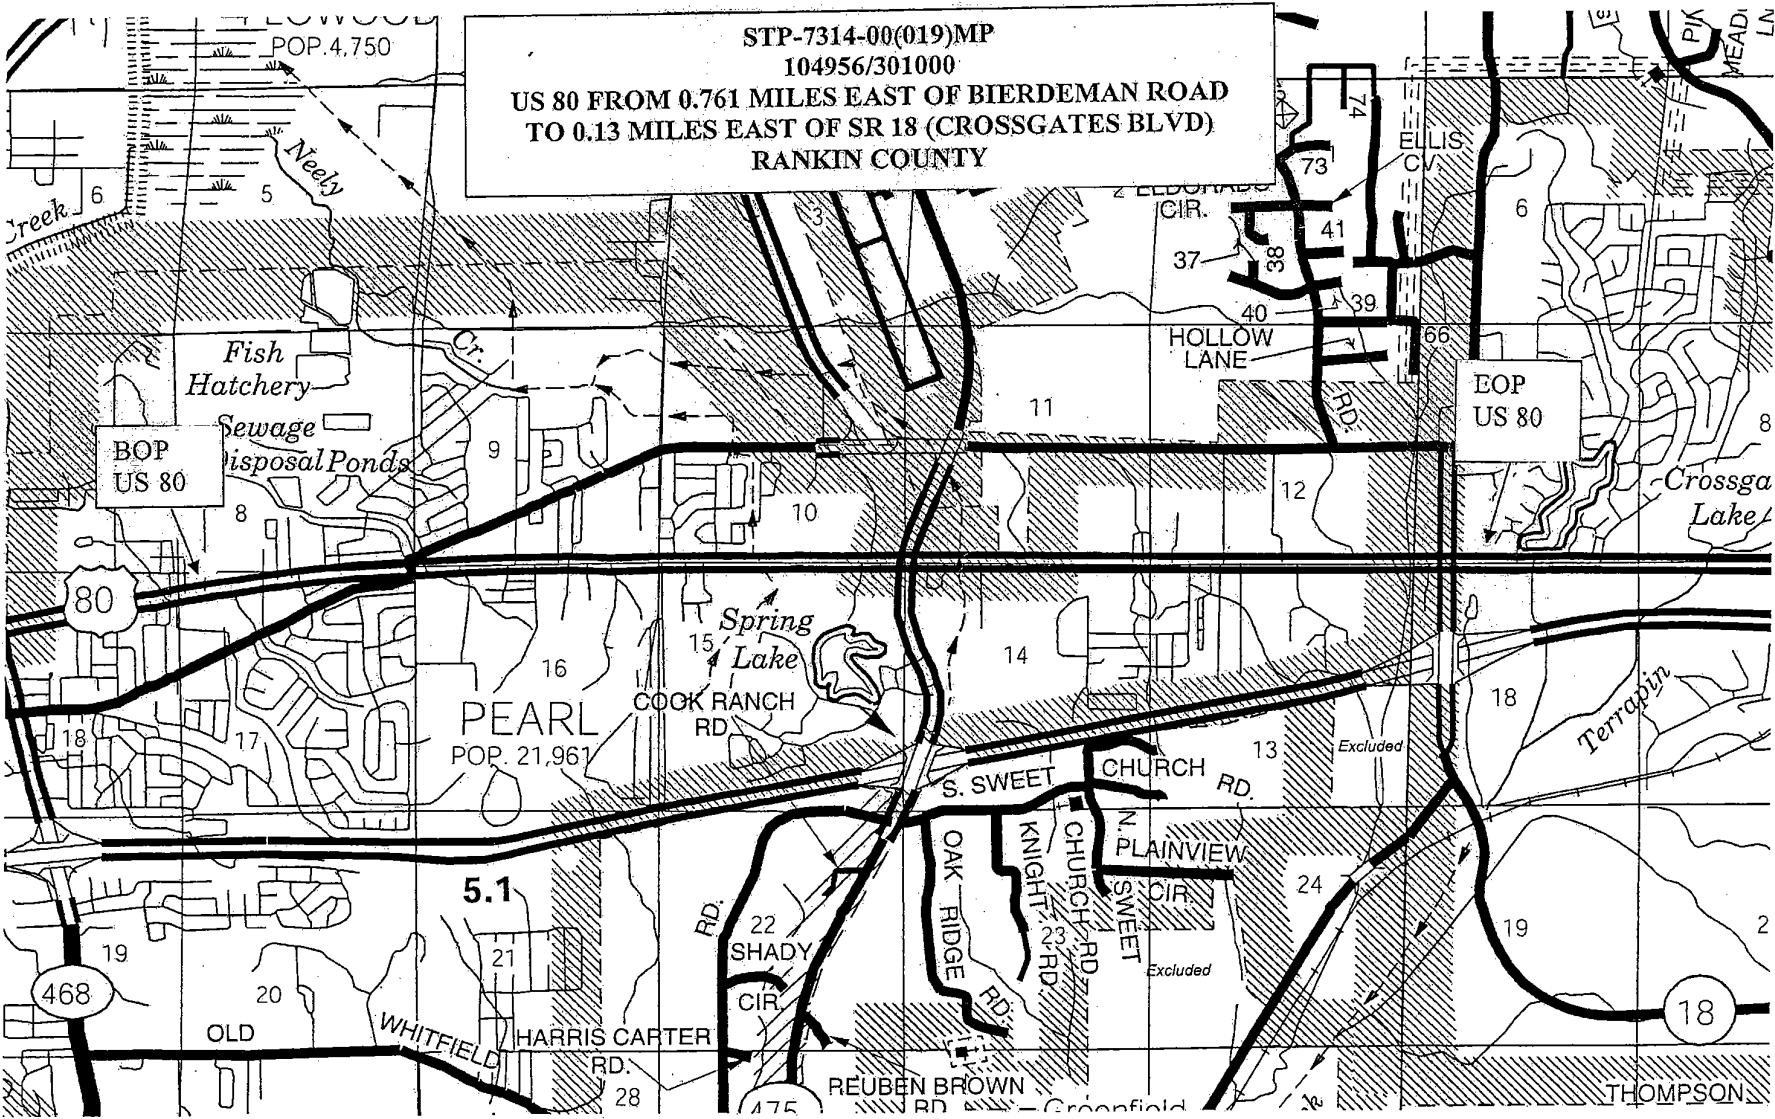 POP.4,750
STP-7314-00(019)MP
104956/301000
US 80 FROM 0.761 MILES EAST OF BIERDEMAN ROAD
TO 0.13 MILES EAST OF SR 18 (CROSSGATES BLVD)
RANKIN COUNTY
74
ELLIS
CV.
73
Neely
6
5
Creek
3
CIR.
41
37
38
6
40
39
HOLLOW
LANE
66
Cr.
Fish
Hatchery
EOP
US 80
RD.
11
8
BOP
US 80
Sewage
Disposal Ponds
9
10
12
8
Crossga
Lake
80
Spring
Lake
15
16
14
18
Terrapin
COOK RANCH
RD
PEARL
POP. 21,961
18
17
13
Excluded
CHURCH
RD.
S. SWEET
OAK RIDGE RD.
KNIGHT
RD
CHURCH RD
N.
SWEET
PLAINVIEW
CIR.
24
5.1
22
RD.
SHADY
CIR.
23
Excluded
19
21
19
2
468
20
18
OLD
WHITFIELD
HARRIS CARTER
RD.
28
REUBEN BROWN
RD
475
Greenfield
THOMPSON